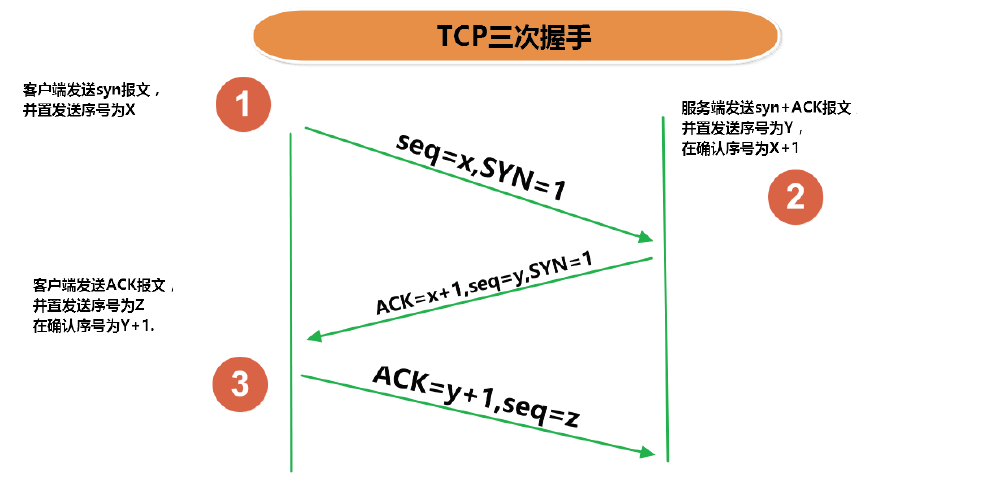 TCP三次握手
客户端发送syn报文，
并置发送序号为X
1
服务端发送syn+ACK报文
并置发送序号为Y，
在确认序号为X+1
2
seq=x,SYN=1
ACK=x+1,seq=y,SYN=1
客户端发送ACK报文，
并置发送序号为Z
在确认序号为Y+1.
3
ACK=y+1,seq=z